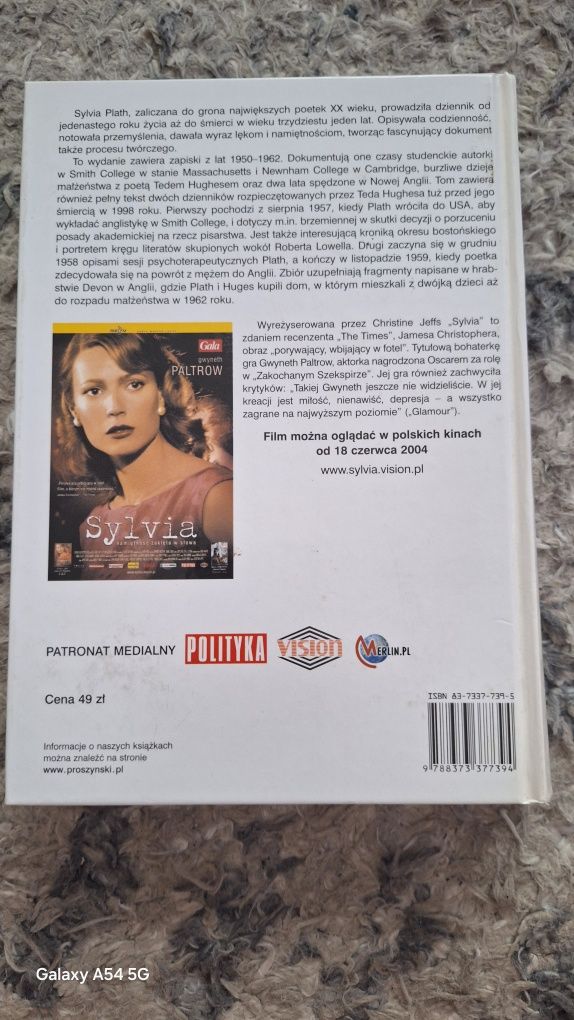 Sylvia Plath, zaliczana do grona największych poetek XX wieku, prowadziła dziennik od
jedenastego roku życia aż do śmierci w wieku trzydziestu jeden lat. Opisywała codzienność,
notowała przemyślenia, dawała wyraz lękom i namiętnościom, tworząc fascynujący dokument
także procesu twórczego.
To wydanie zawiera zapiski z lat 1950–1962. Dokumentują one czasy studenckie autorki
w Smith College w stanie Massachusetts i Newnham College w Cambridge, burzliwe dzieje
małżeństwa z poetą Tedem Hughesem oraz dwa lata spędzone w Nowej Anglii. Tom zawiera
również pełny tekst dwóch dzienników rozpieczętowanych przez Teda Hughesa tuż przed jego
śmiercią w 1998 roku. Pierwszy pochodzi z sierpnia 1957, kiedy Plath wróciła do USA, aby
wykładać anglistykę w Smith College, i dotyczy m.in. brzemiennej w skutki decyzji o porzuceniu
posady akademickiej na rzecz pisarstwa. Jest także interesującą kroniką okresu bostońskiego
i portretem kręgu literatów skupionych wokół Roberta Lowella. Długi zaczyna się w grudniu
1958 opisami sesji psychoterapeutycznych Plath, a kończy w listopadzie 1959, kiedy poetka
zdecydowała się na powrót z mężem do Anglii. Zbiór uzupełniają fragmenty napisane w hrab-
stwie Devon w Anglii, gdzie Plath i Huges kupili dom, w którym mieszkali z dwójką dzieci aż
do rozpadu małżeństwa w 1962 roku.
Gala
gwyneth
PALTROW
Sylvia
namiętność zaklęta w słowa
Wyreżyserowana przez Christine Jeffs „Sylvia" to
zdaniem recenzenta „The Times", Jamesa Christophera,
obraz „porywający, wbijający w fotel". Tytułową bohaterkę
gra Gwyneth Paltrow, aktorka nagrodzona Oscarem za rolę
w „Zakochanym Szekspirze". Jej gra również zachwyciła
krytyków: „Takiej Gwyneth jeszcze nie widzieliście. W jej
kreacji jest miłość, nienawiść, depresja – a wszystko
zagrane na najwyższym poziomie" („Glamour").
Film można oglądać w polskich kinach
od 18 czerwca 2004
www.sylvia.vision.pl
PATRONAT MEDIALNY POLITYKA VISION MERLIN.PL
Cena 49 zł
ISBN 83-7337-739-5
9 788373 377394
Informacje o naszych książkach
można znaleźć na stronie
www.proszynski.pl
Galaxy A54 5G